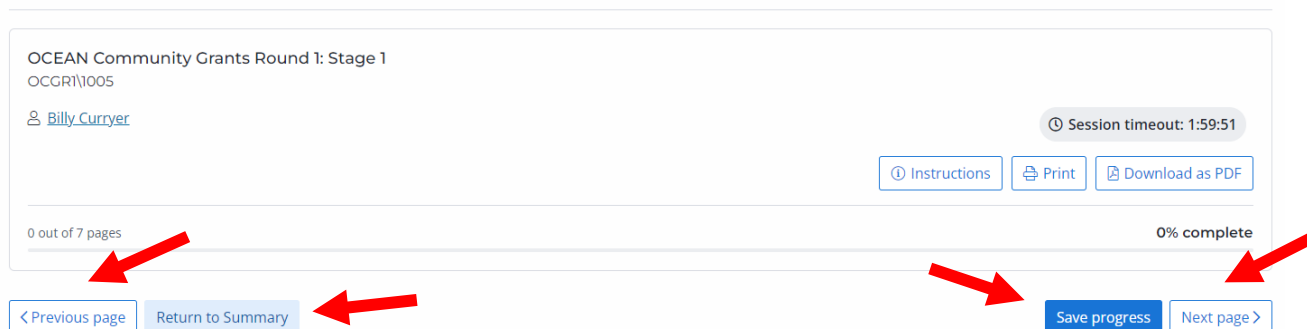 OCEAN Community Grants Round 1: Stage 1
OCGR1\1005
Billy Curryer
Session timeout: 1:59:51
Instructions Print Download as PDF
0 out of 7 pages 0% complete
Previous page Return to Summary Save progress Next page